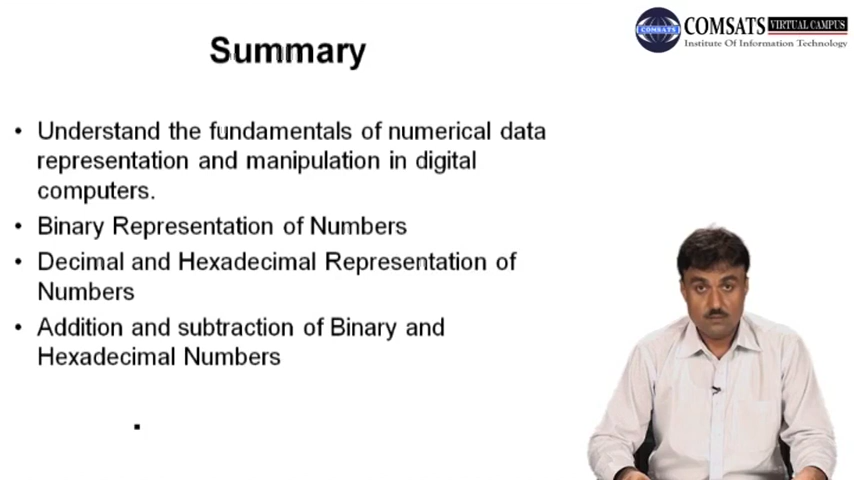 COMSATS VIRTUAL CAMPUS
COMSATS
Institute Of Information Technology
Summary
• Understand the fundamentals of numerical data
representation and manipulation in digital
computers.
• Binary Representation of Numbers
• Decimal and Hexadecimal Representation of
Numbers
• Addition and subtraction of Binary and
Hexadecimal Numbers